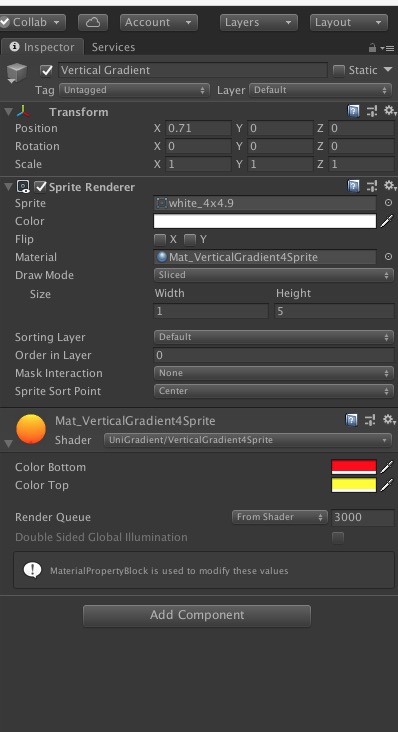 Collab Account Layers Layout
Inspector Services
Vertical Gradient Static
Tag Untagged Layer Default
Transform
Position X 0.71 Y 0 Z 0
Rotation X 0 Y 0 Z 0
Scale X 1 Y 1 Z 1
Sprite Renderer
Sprite white_4x4.9
Color
Flip X Y
Material Mat_VerticalGradient4Sprite
Draw Mode Sliced
Size Width Height
1 5
Sorting Layer Default
Order in Layer 0
Mask Interaction None
Sprite Sort Point Center
Mat_VerticalGradient4Sprite
Shader UniGradient/VerticalGradient4Sprite
Color Bottom
Color Top
Render Queue From Shader 3000
Double Sided Global Illumination
MaterialPropertyBlock is used to modify these values
Add Component